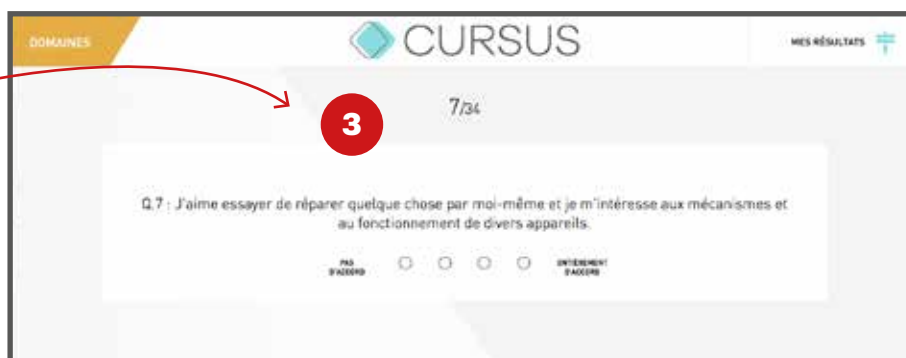 DOMAINES
CURSUS
MES RÉSULTATS
7/34
3
Q.7 : J'aime essayer de réparer quelque chose par moi-même et je m'intéresse aux mécanismes et
au fonctionnement de divers appareils.
PAS
D'ACCORD
ENTIÈREMENT
D'ACCORD